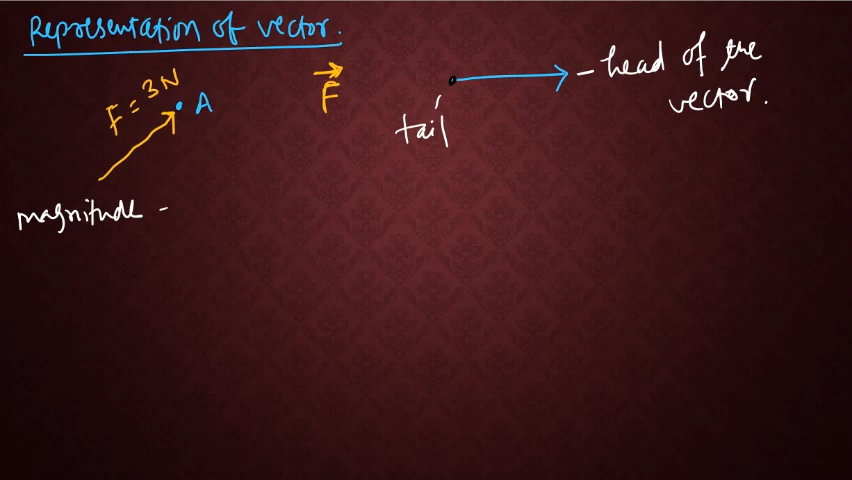 Representation of vector.
F = 3N
A
F
tail
head of the
vector.
magnitude -